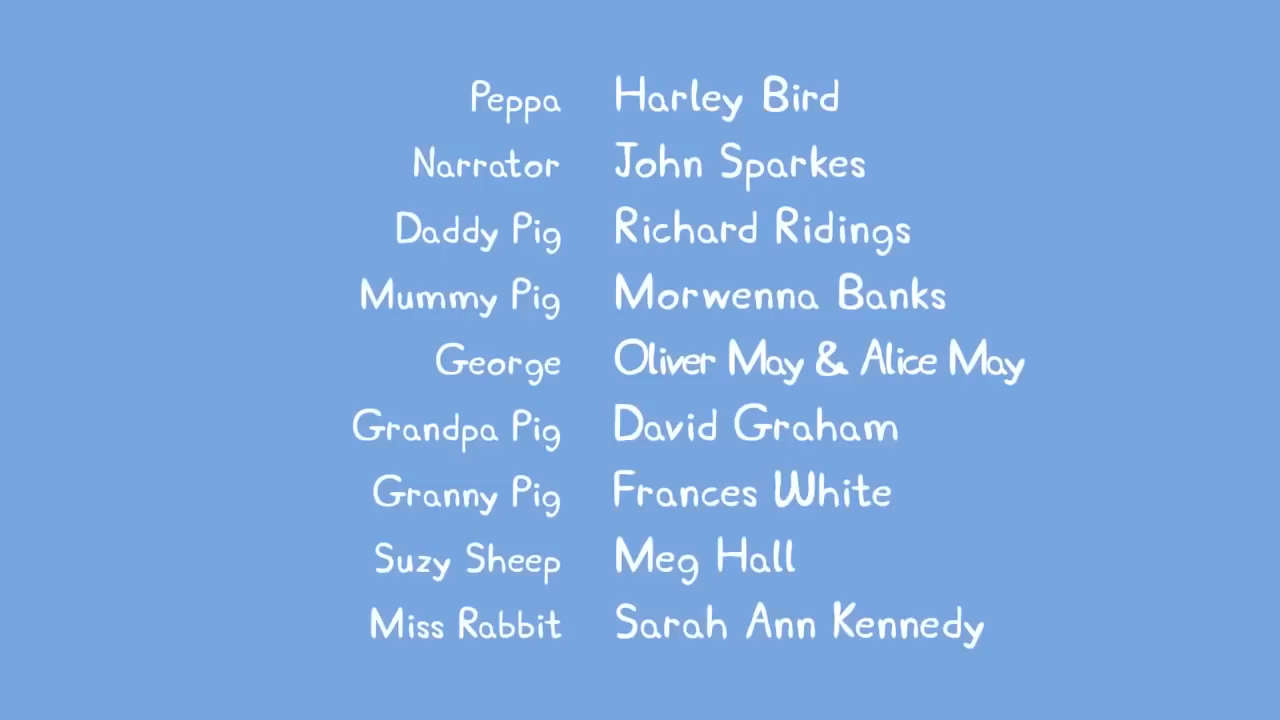 Peppa Harley Bird
Narrator John Sparkes
Daddy Pig Richard Ridings
Mummy Pig Morwenna Banks
George Oliver May & Alice May
Grandpa Pig David Graham
Granny Pig Frances White
Suzy Sheep Meg Hall
Miss Rabbit Sarah Ann Kennedy